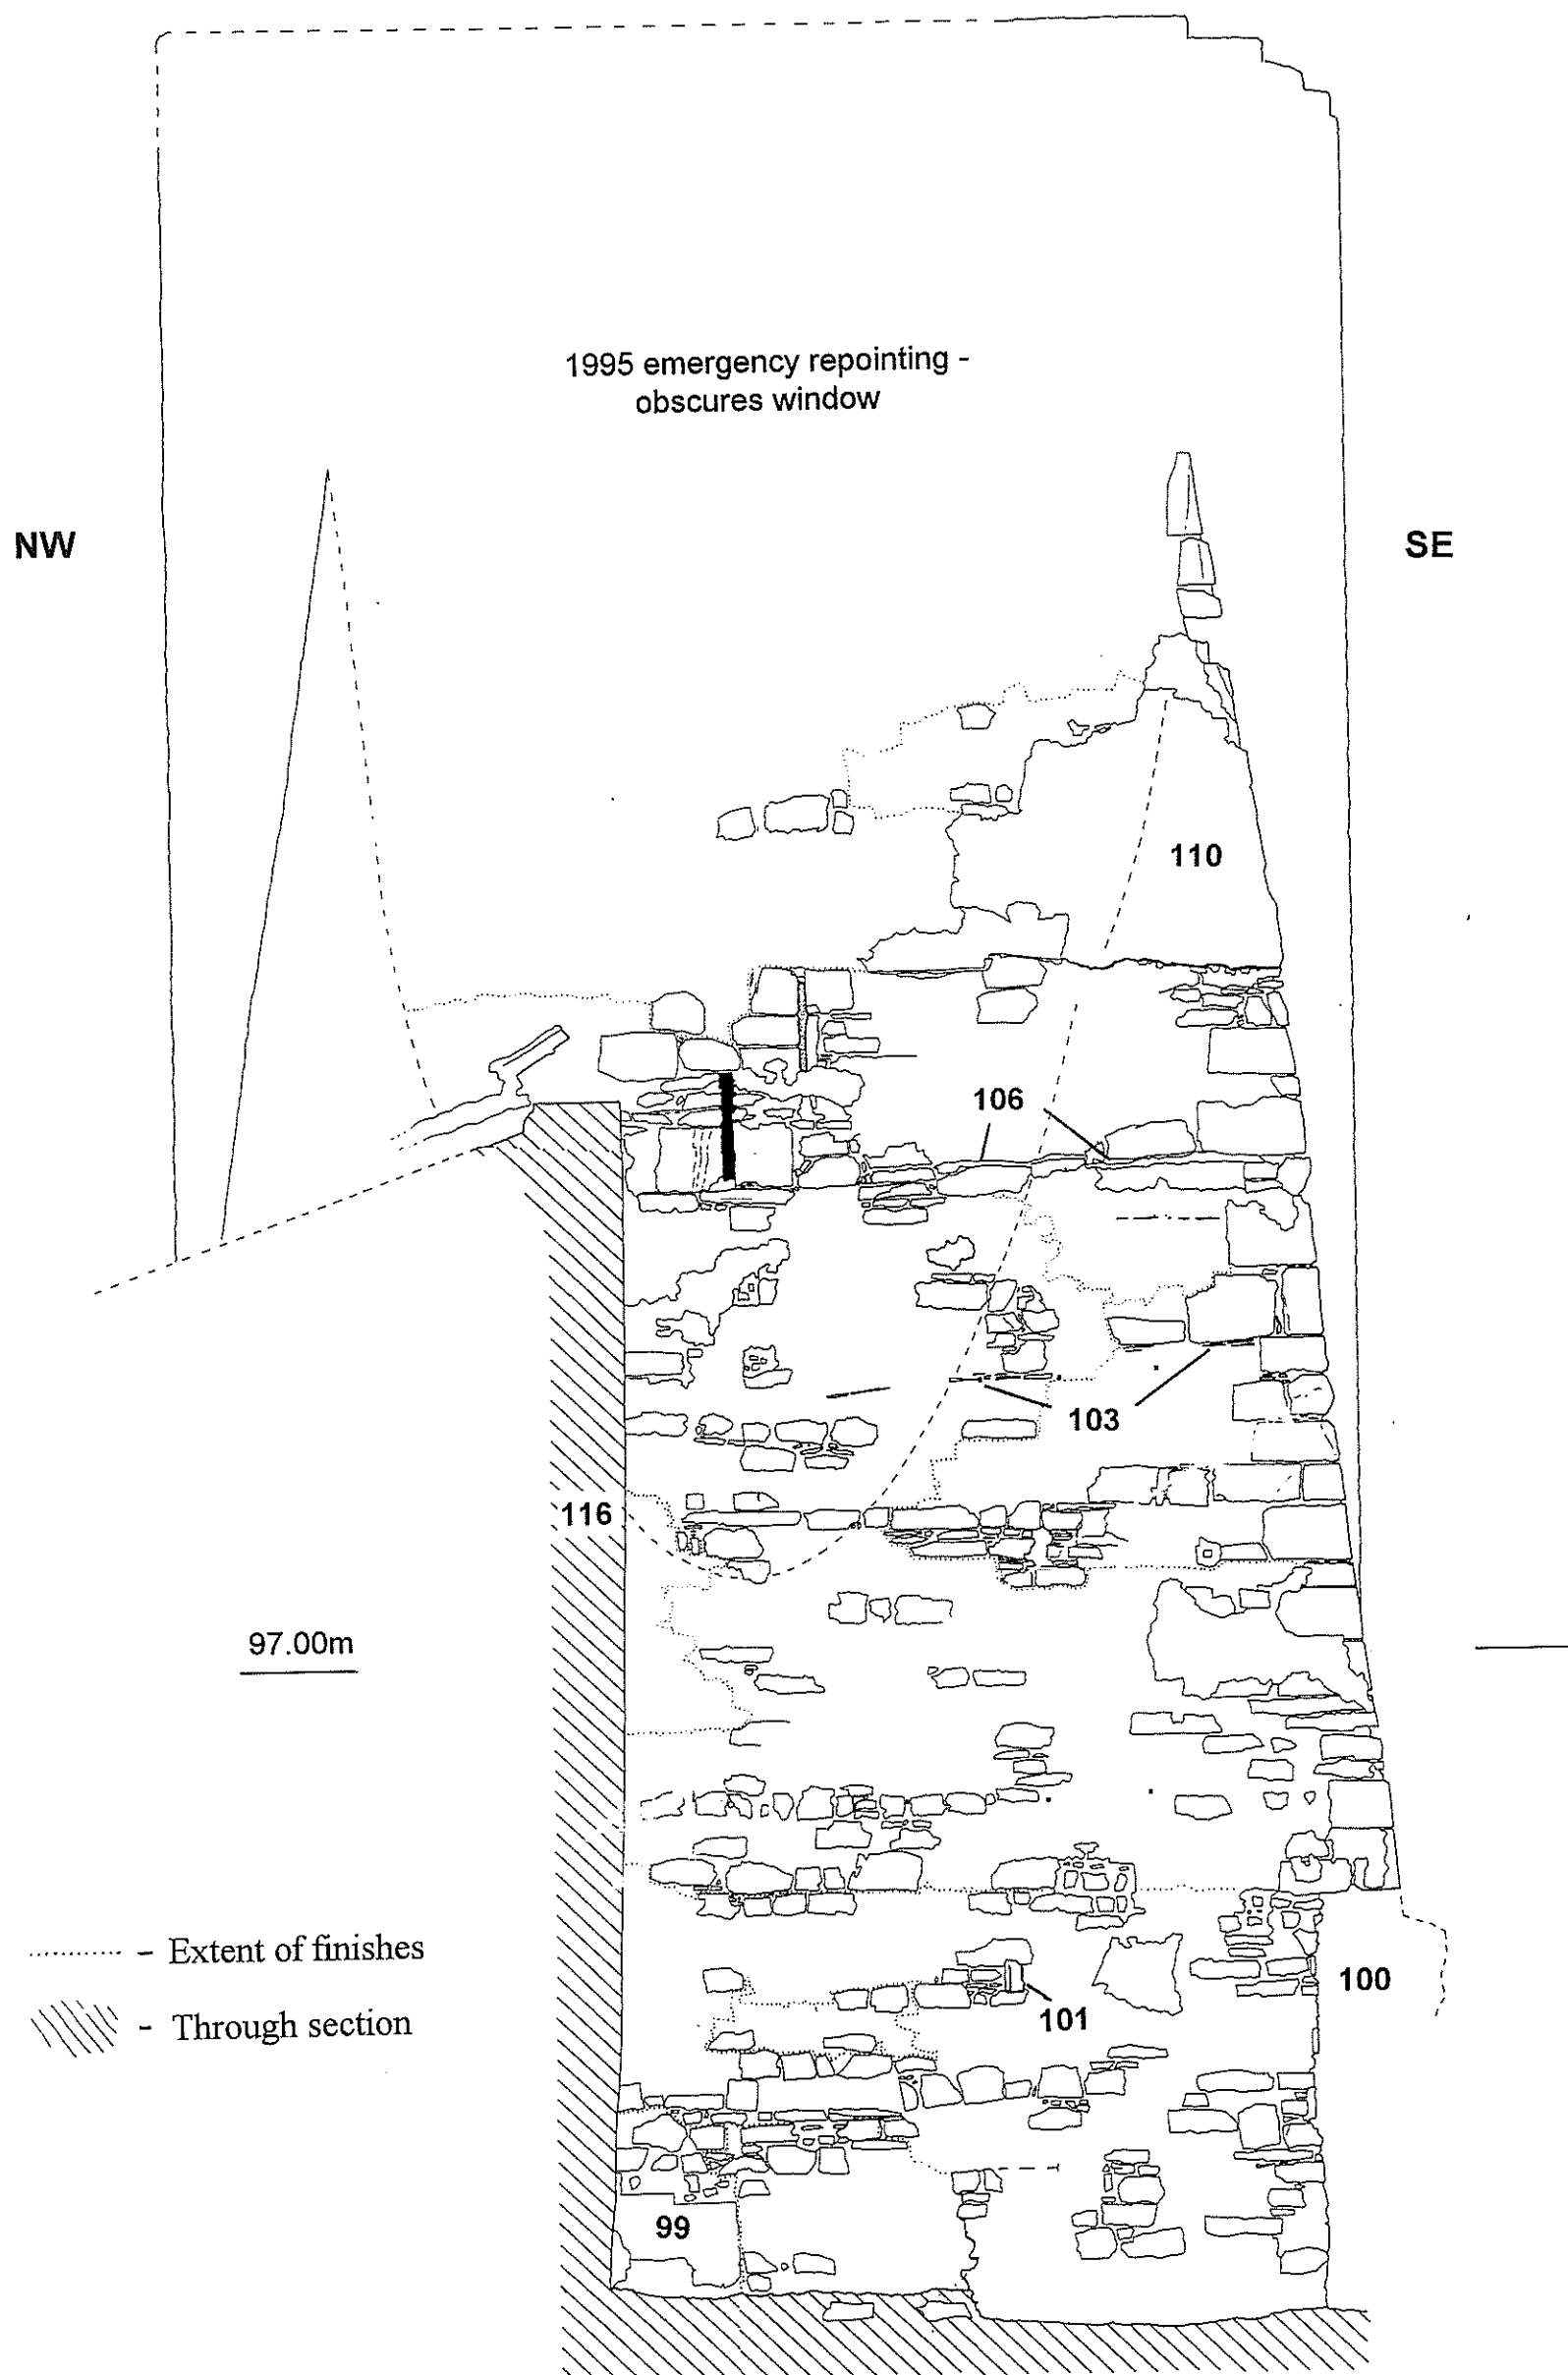 1995 emergency repointing -
obscures window
NW
SE
110
106
103
116
97.00m
- Extent of finishes
100
- Through section
101
99